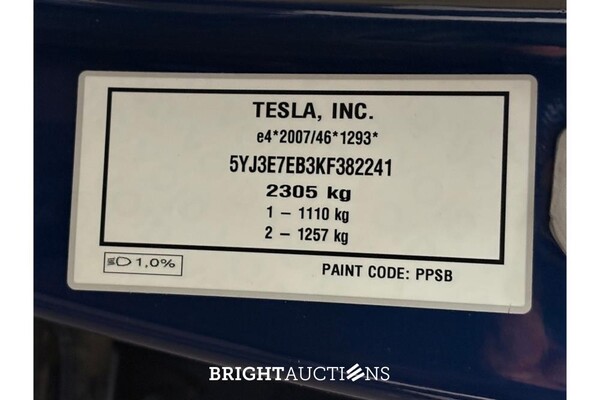 TESLA, INC.
e4*2007/46*1293*
5YJ3E7EB3KF382241
2305 kg
1 – 1110 kg
2 – 1257 kg
1,0%
PAINT CODE: PPSB
BRIGHTAUCTIONS